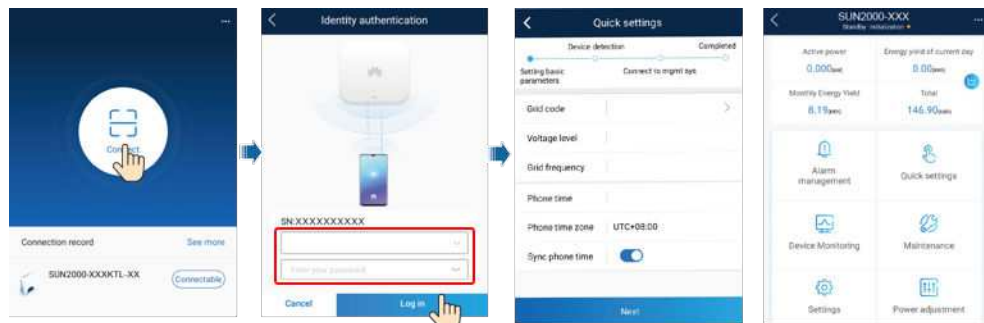 Connect
Connection record
See more
SUN2000-XXXKTL-XX
Connectable
Identity authentication
SN:XXXXXXXXXX
Enter your password
Cancel
Log in
Quick settings
Device detection
Completed
Setting basic
parameters
Connect to mgmt sys
Grid code
Voltage level
Grid frequency
Phone time
Phone time zone UTC+08:00
Sync phone time
Next
SUN2000-XXX
Standby: initialization
Active power
Energy yield of current day
0.000
0.00
Monthly Energy Yield
Total
8.19
146.90
Alarm
management
Quick settings
Device Monitoring
Maintenance
Settings
Power adjustment